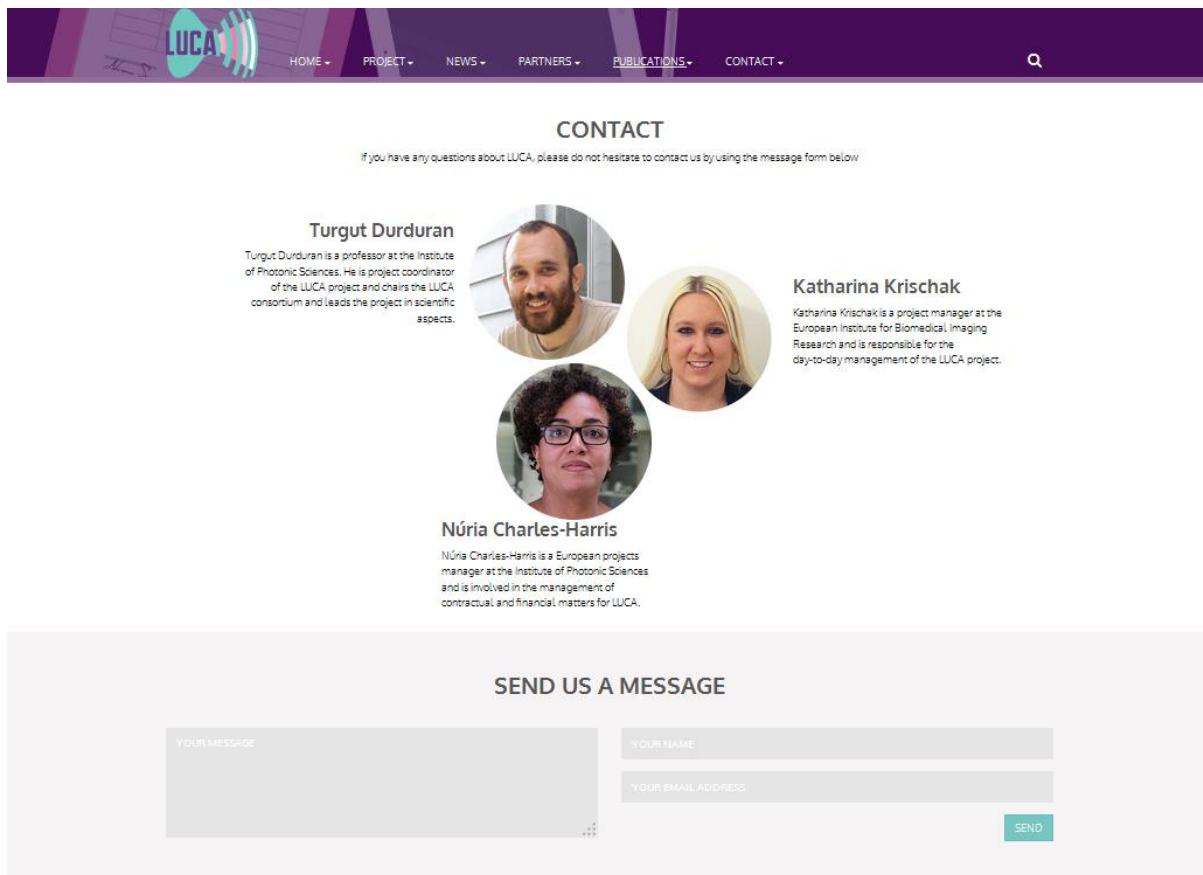 LUCA
HOME
PROJECT
NEWS
PARTNERS
PUBLICATIONS
CONTACT
CONTACT
If you have any questions about LUCA, please do not hesitate to contact us by using the message form below
Turgut Durduran
Turgut Durduran is a professor at the Institute
of Photonic Sciences. He is project coordinator
of the LUCA project and chairs the LUCA
consortium and leads the project in scientific
aspects.
Katharina Krischak
Katharina Krischak is a project manager at the
European Institute for Biomedical Imaging
Research and is responsible for the
day-to-day management of the LUCA project.
Núria Charles-Harris
Núria Charles-Harris is a European projects
manager at the Institute of Photonic Sciences
and is involved in the management of
contractual and financial matters for LUCA.
SEND US A MESSAGE
YOUR MESSAGE
YOUR NAME
YOUR EMAIL ADDRESS
SEND